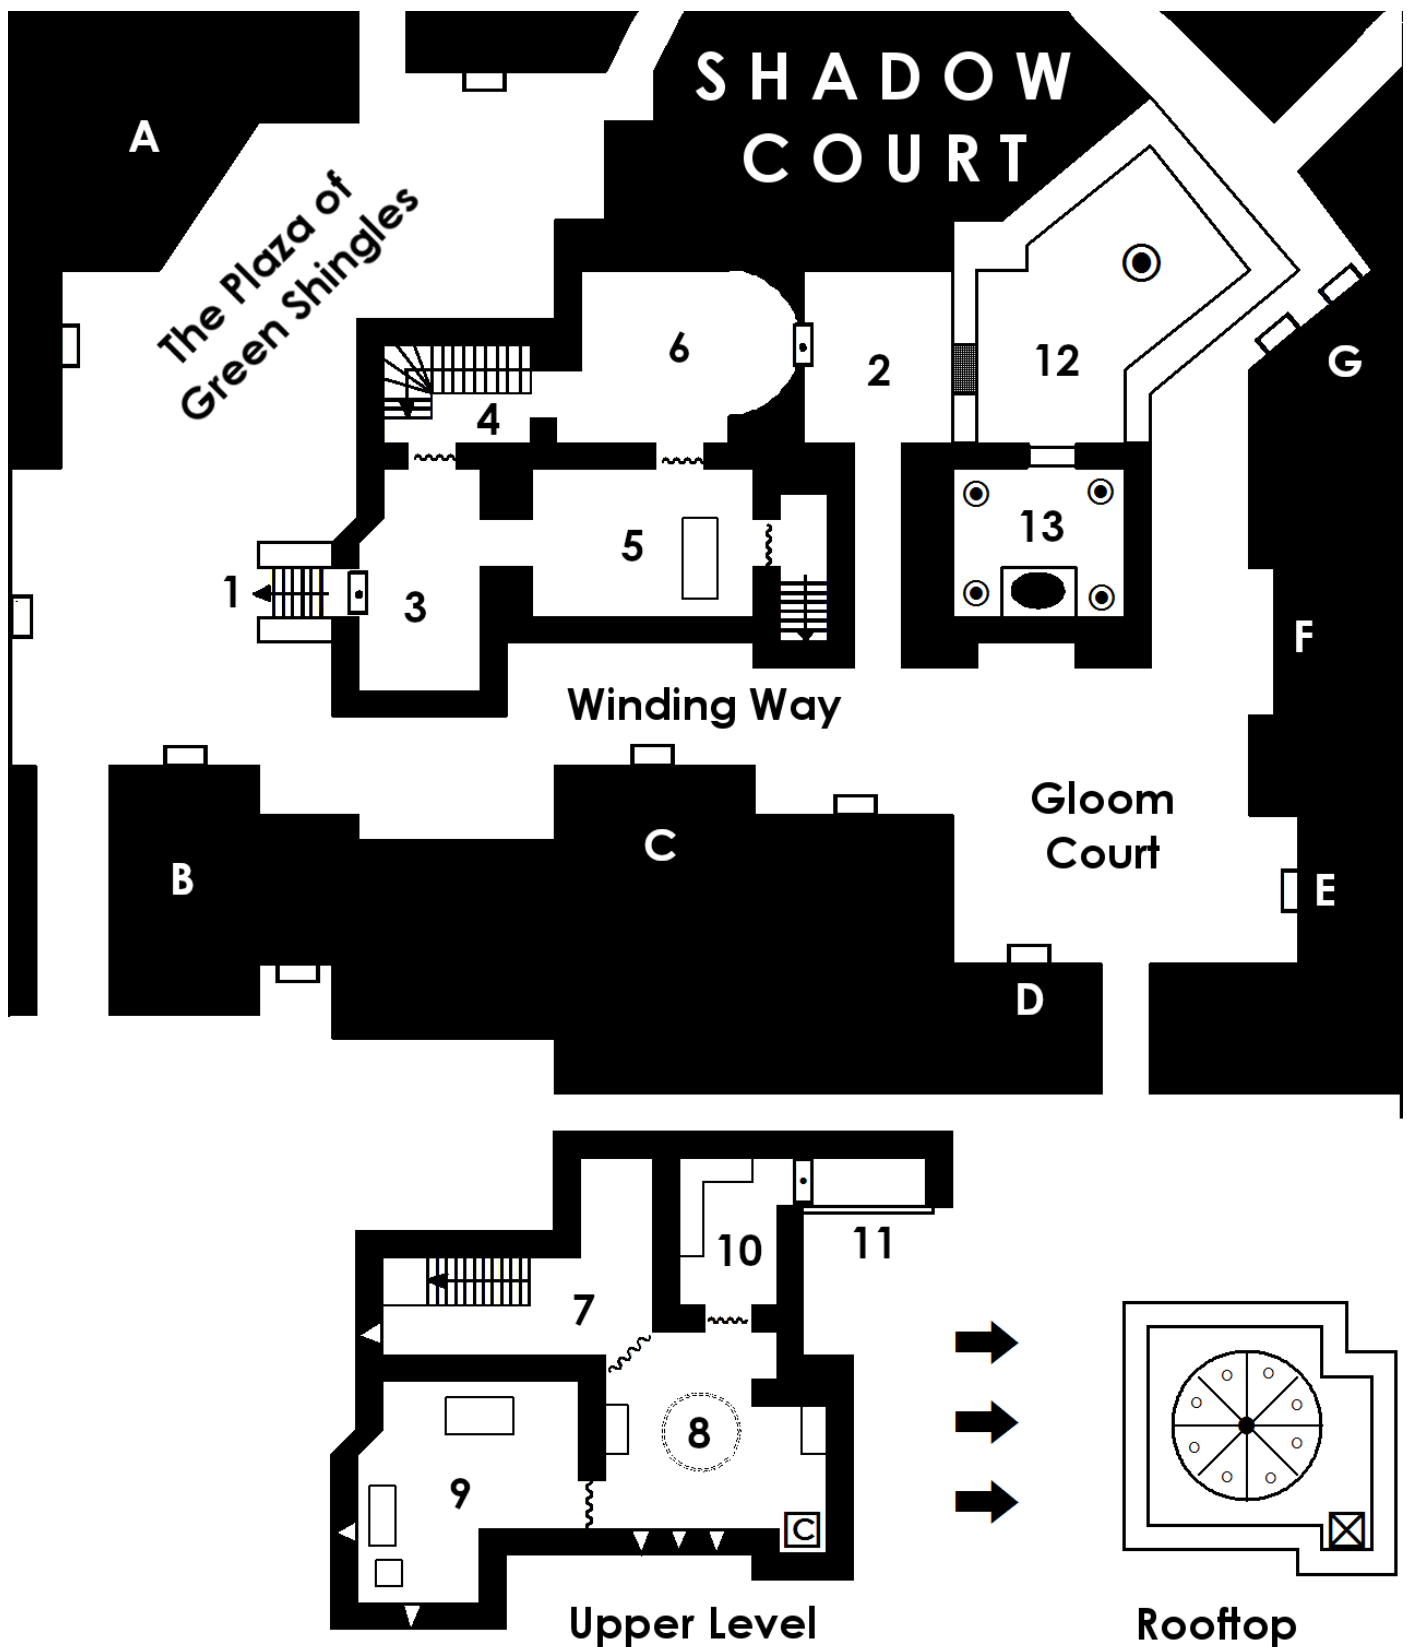 SHADOW
COURT
A
The Plaza of
Green Shingles
6
2
12
G
4
5
13
1
3
F
Winding Way
Gloom
Court
B
C
E
D
10
11
7
8
9
C
Upper Level
Rooftop